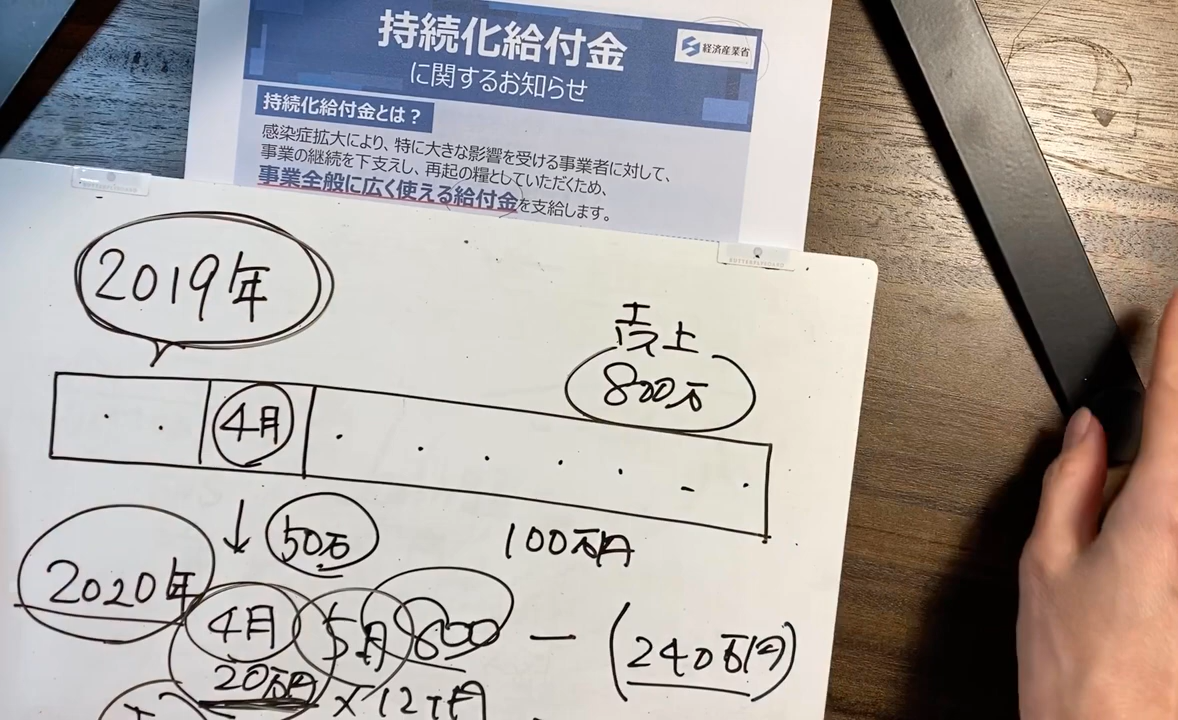 持続化給付金
経済産業省
に関するお知らせ
持続化給付金とは？
感染症拡大により、特に大きな影響を受ける事業者に対して、
事業の継続を下支えし、再起の糧としていただくため、
事業全般に広く使える給付金を支給します。
2019年
売上
800万
4月
50万
100万円
2020年
4月 5月 800 － (240万円)
20万円 ×12ヶ月